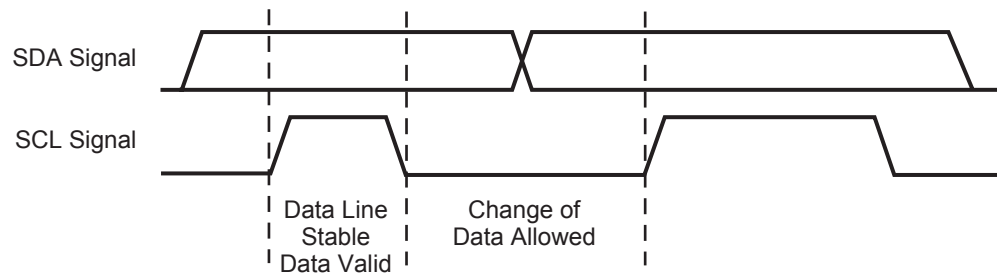 SDA Signal
SCL Signal
Data Line
Stable
Data Valid
Change of
Data Allowed